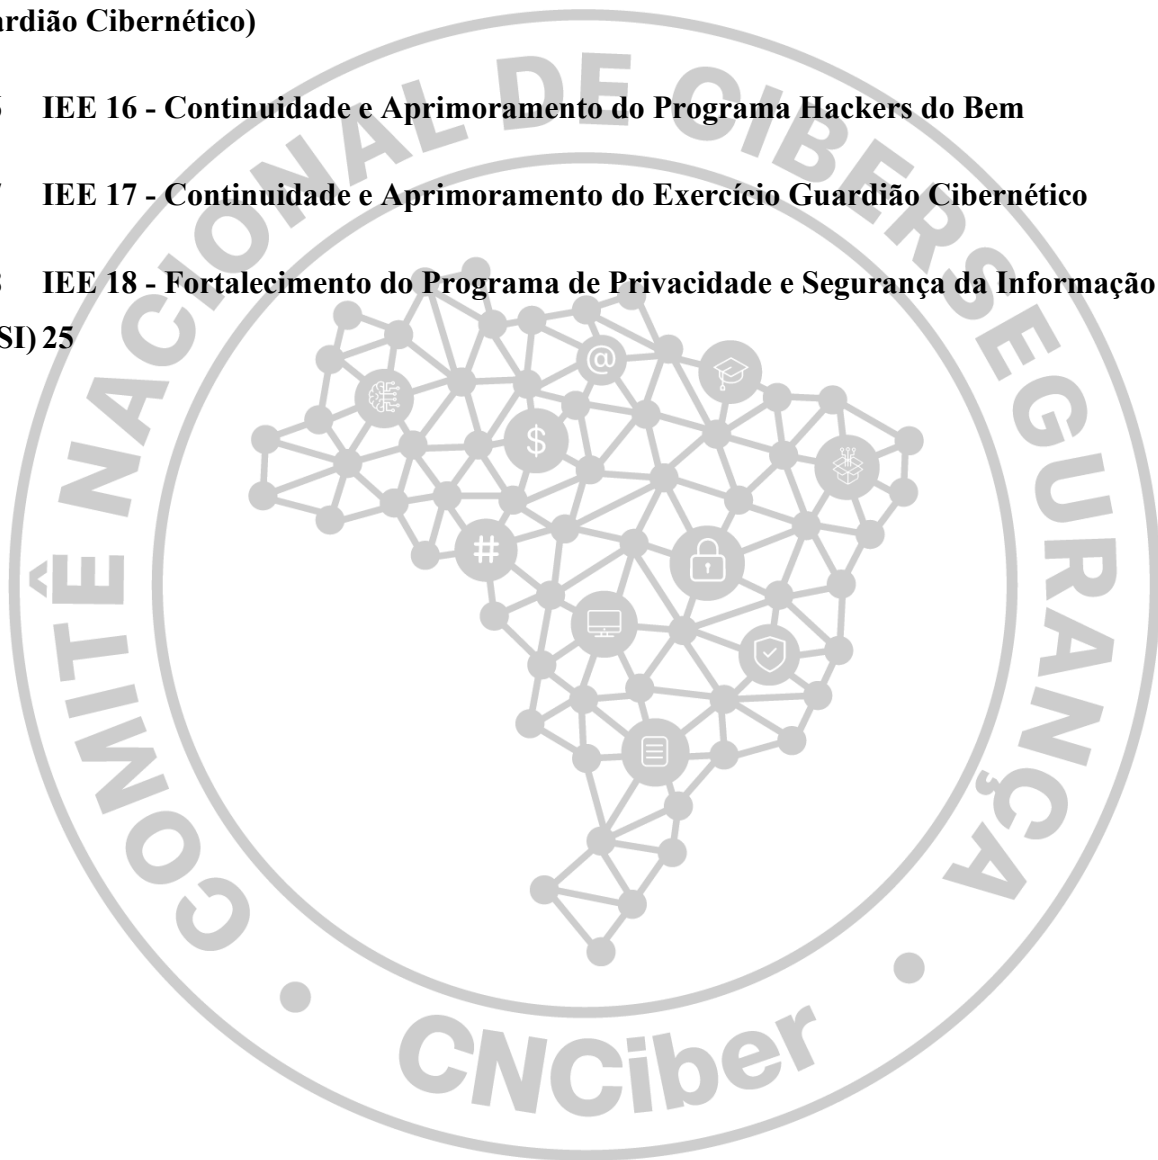 ardião Cibernético)
IEE 16 - Continuidade e Aprimoramento do Programa Hackers do Bem
IEE 17 - Continuidade e Aprimoramento do Exercício Guardião Cibernético
IEE 18 - Fortalecimento do Programa de Privacidade e Segurança da Informação
SI) 25
COMITÊ NACIONAL DE CIBERSEGURANÇA
@
$
#
CNCiber